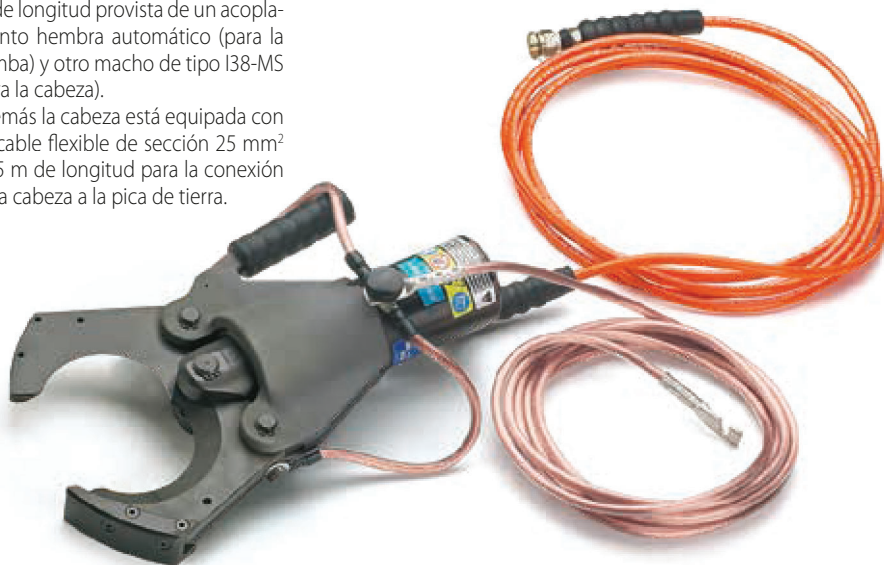 de longitud provista de un acopla-
nto hembra automático (para la
mba) y otro macho de tipo I38-MS
a la cabeza).
emás la cabeza está equipada con
cable flexible de sección 25 mm²
5 m de longitud para la conexión
a cabeza a la pica de tierra.